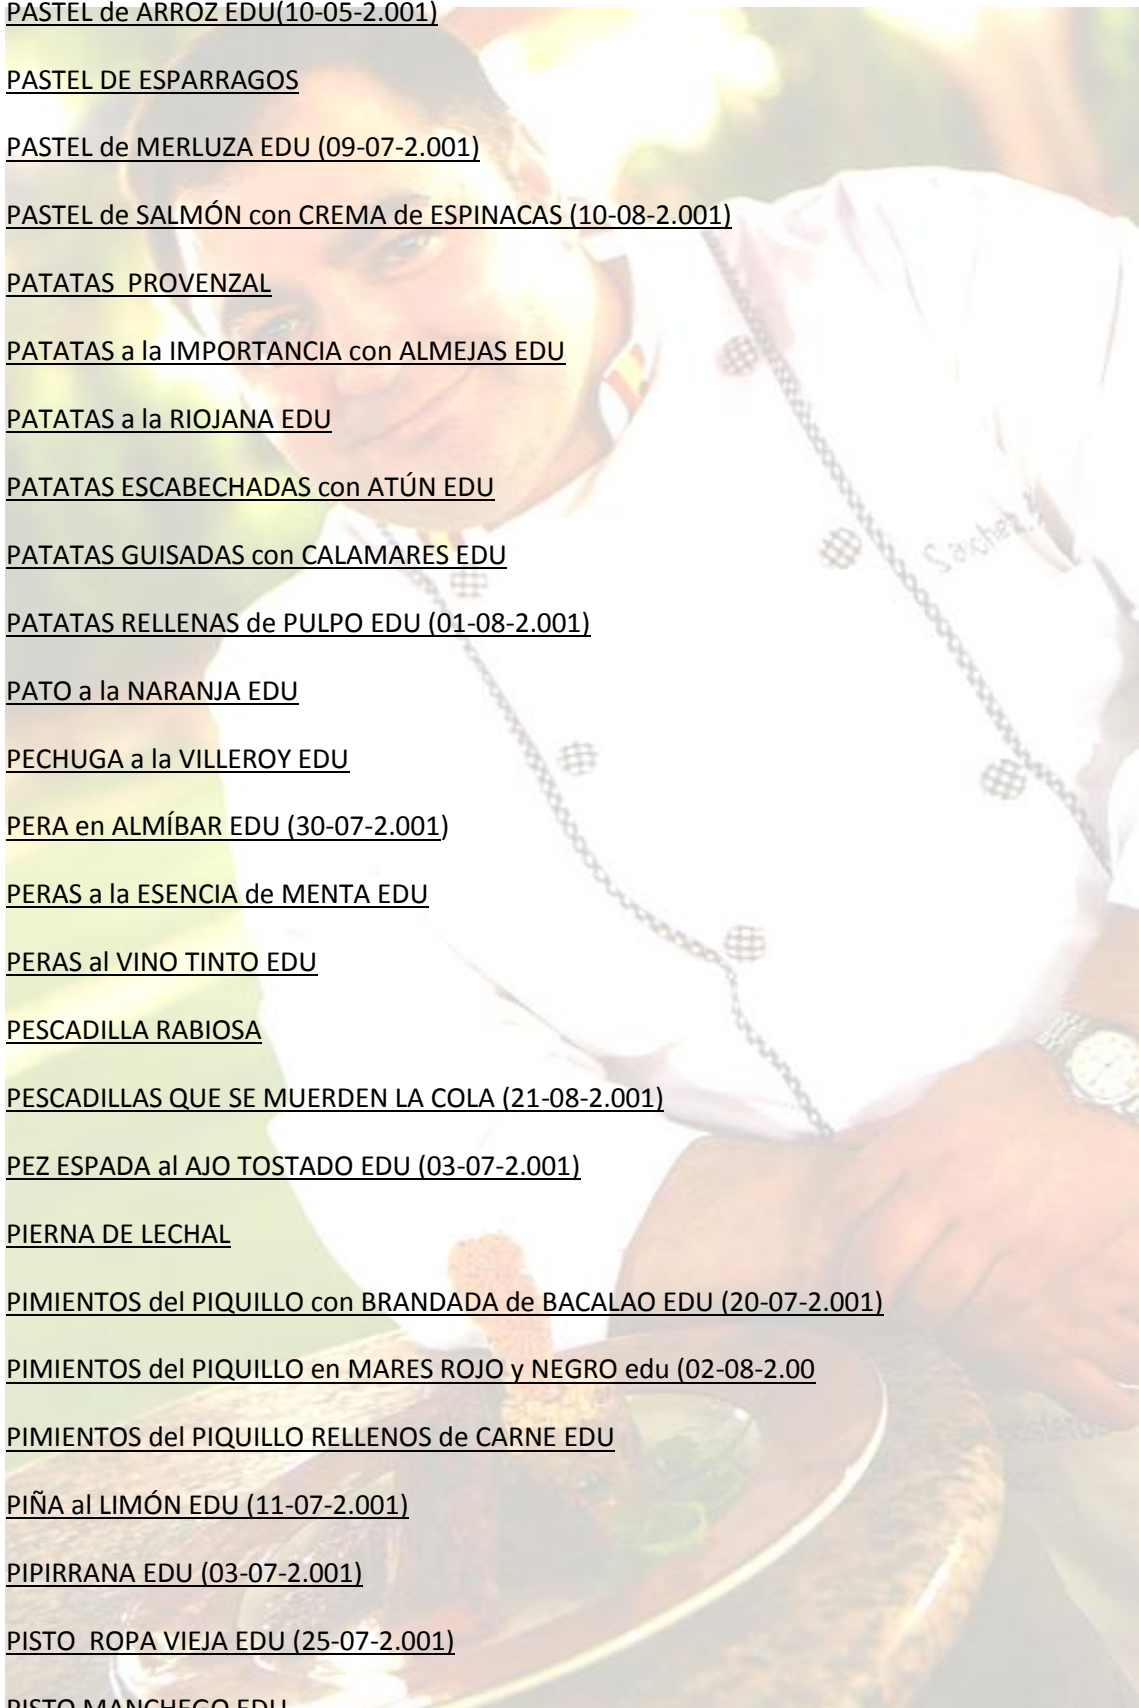 PASTEL de ARROZ EDU(10-05-2.001)
PASTEL DE ESPARRAGOS
PASTEL de MERLUZA EDU (09-07-2.001)
PASTEL de SALMÓN con CREMA de ESPINACAS (10-08-2.001)
PATATAS  PROVENZAL
PATATAS a la IMPORTANCIA con ALMEJAS EDU
PATATAS a la RIOJANA EDU
PATATAS ESCABECHADAS con ATÚN EDU
PATATAS GUISADAS con CALAMARES EDU
PATATAS RELLENAS de PULPO EDU (01-08-2.001)
PATO a la NARANJA EDU
PECHUGA a la VILLEROY EDU
PERA en ALMÍBAR EDU (30-07-2.001)
PERAS a la ESENCIA de MENTA EDU
PERAS al VINO TINTO EDU
PESCADILLA RABIOSA
PESCADILLAS QUE SE MUERDEN LA COLA (21-08-2.001)
PEZ ESPADA al AJO TOSTADO EDU (03-07-2.001)
PIERNA DE LECHAL
PIMIENTOS del PIQUILLO con BRANDADA de BACALAO EDU (20-07-2.001)
PIMIENTOS del PIQUILLO en MARES ROJO y NEGRO edu (02-08-2.00
PIMIENTOS del PIQUILLO RELLENOS de CARNE EDU
PIÑA al LIMÓN EDU (11-07-2.001)
PIPIRRANA EDU (03-07-2.001)
PISTO  ROPA VIEJA EDU (25-07-2.001)
PISTO MANCHEGO EDU